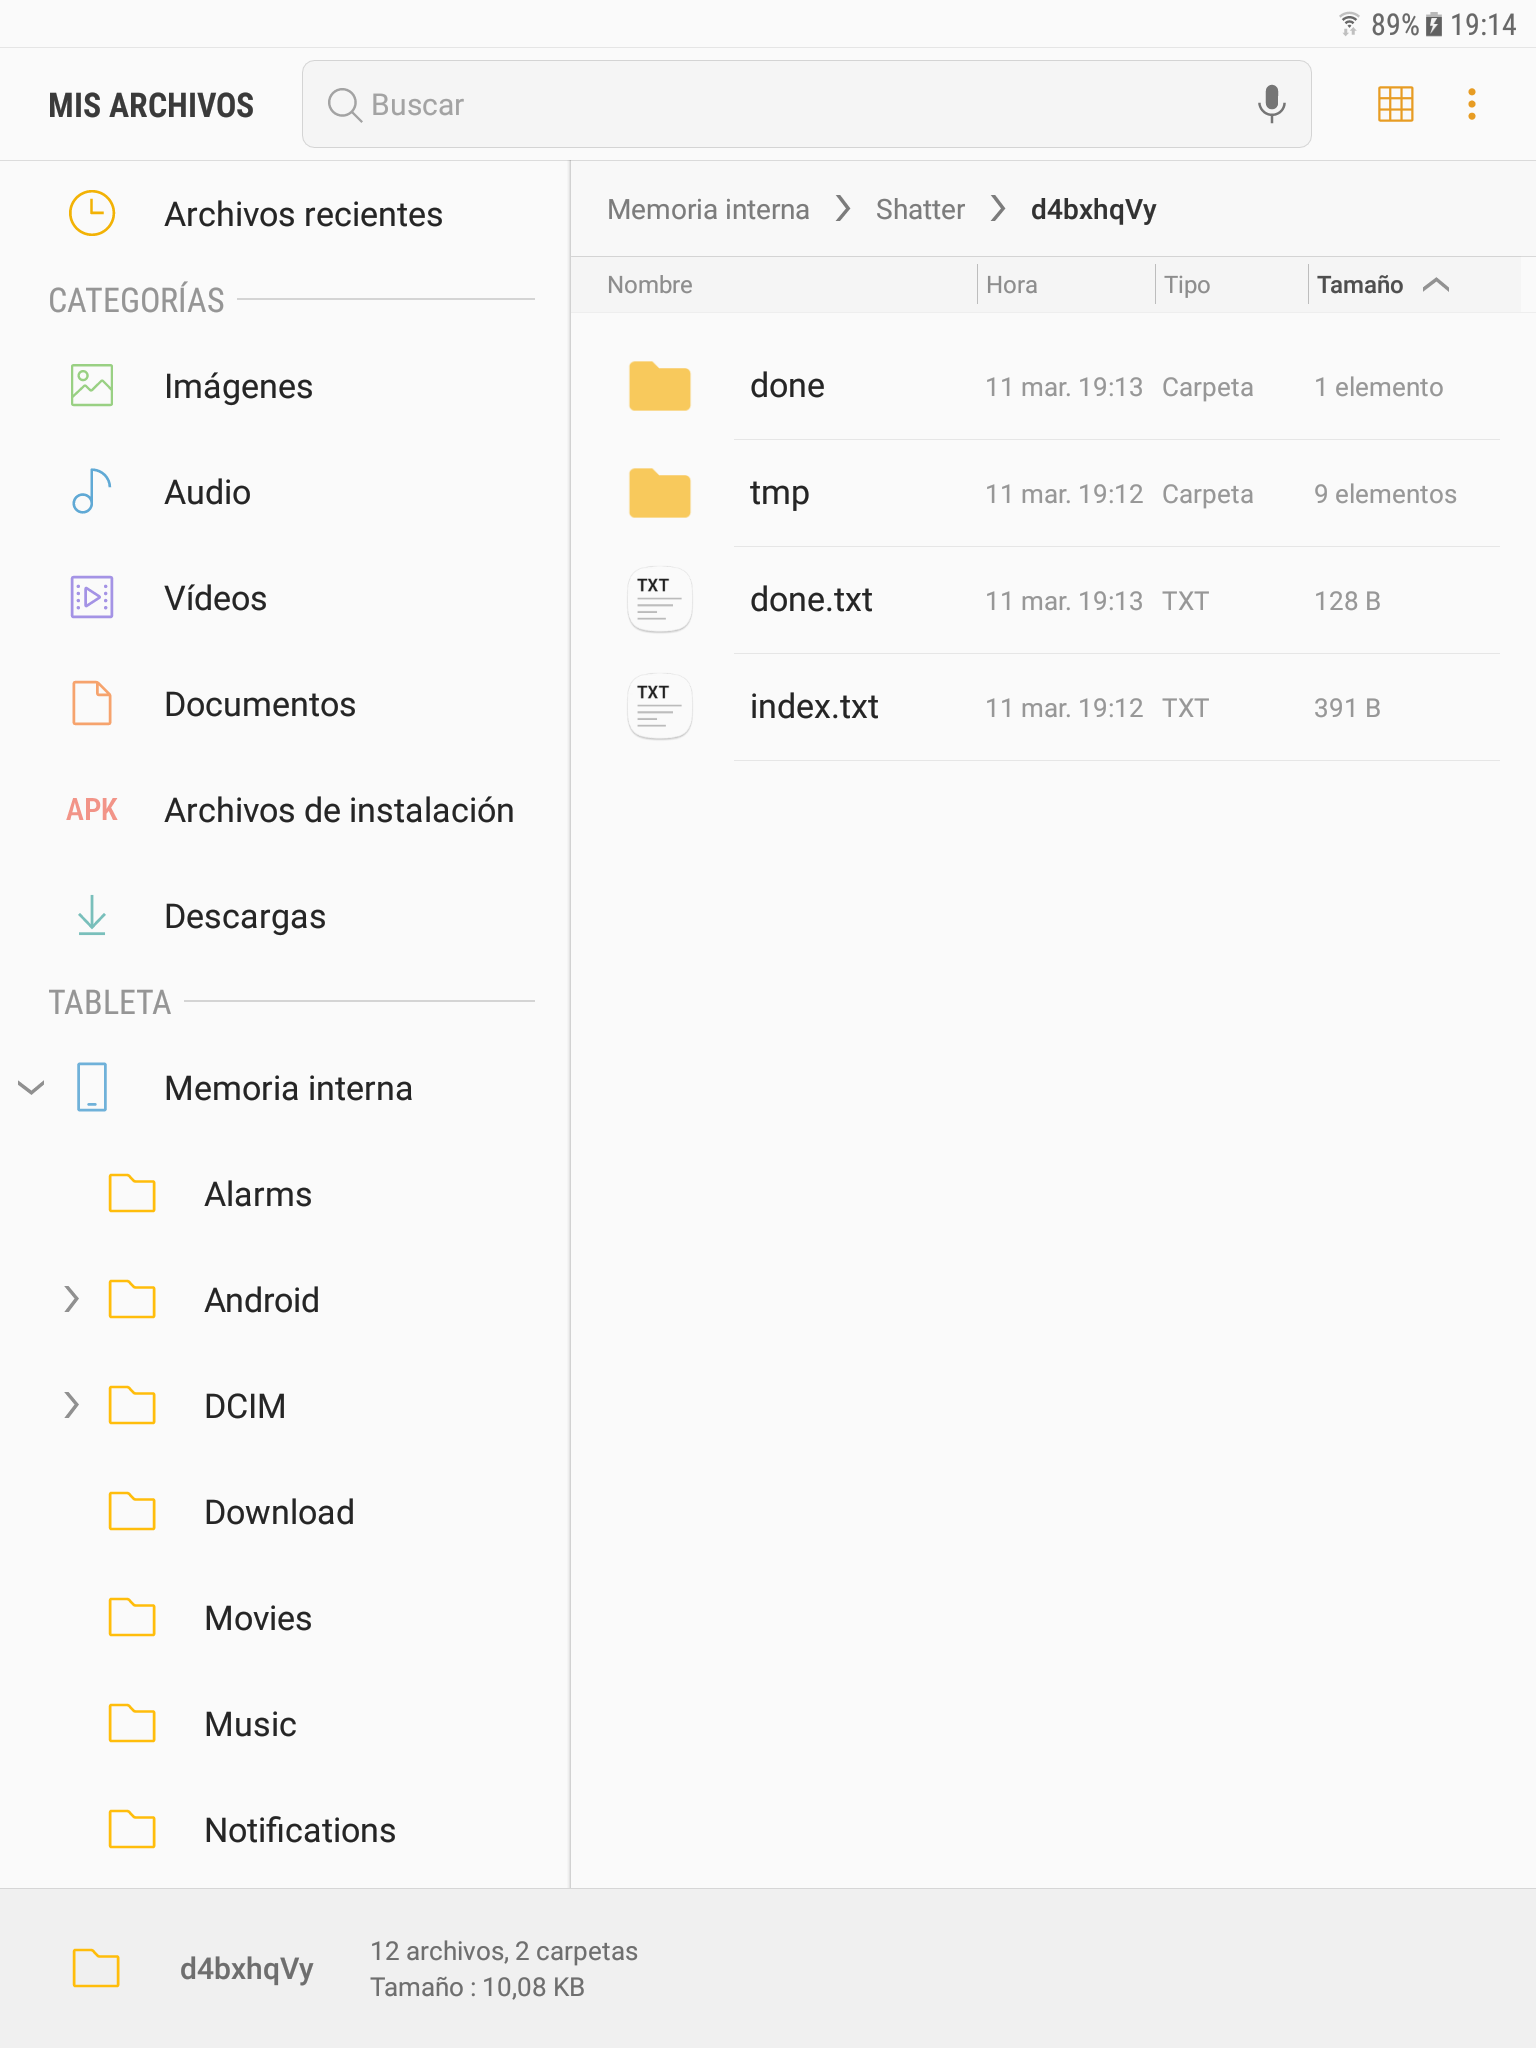 89% 19:14
MIS ARCHIVOS
Buscar
Archivos recientes
CATEGORÍAS
Imágenes
Audio
Vídeos
Documentos
APK Archivos de instalación
Descargas
TABLETA
Memoria interna
Alarms
Android
DCIM
Download
Movies
Music
Notifications
Memoria interna Shatter d4bxhqVy
Nombre Hora Tipo Tamaño
done 11 mar. 19:13 Carpeta 1 elemento
tmp 11 mar. 19:12 Carpeta 9 elementos
TXT done.txt 11 mar. 19:13 TXT 128 B
TXT index.txt 11 mar. 19:12 TXT 391 B
d4bxhqVy
12 archivos, 2 carpetas
Tamaño : 10,08 KB